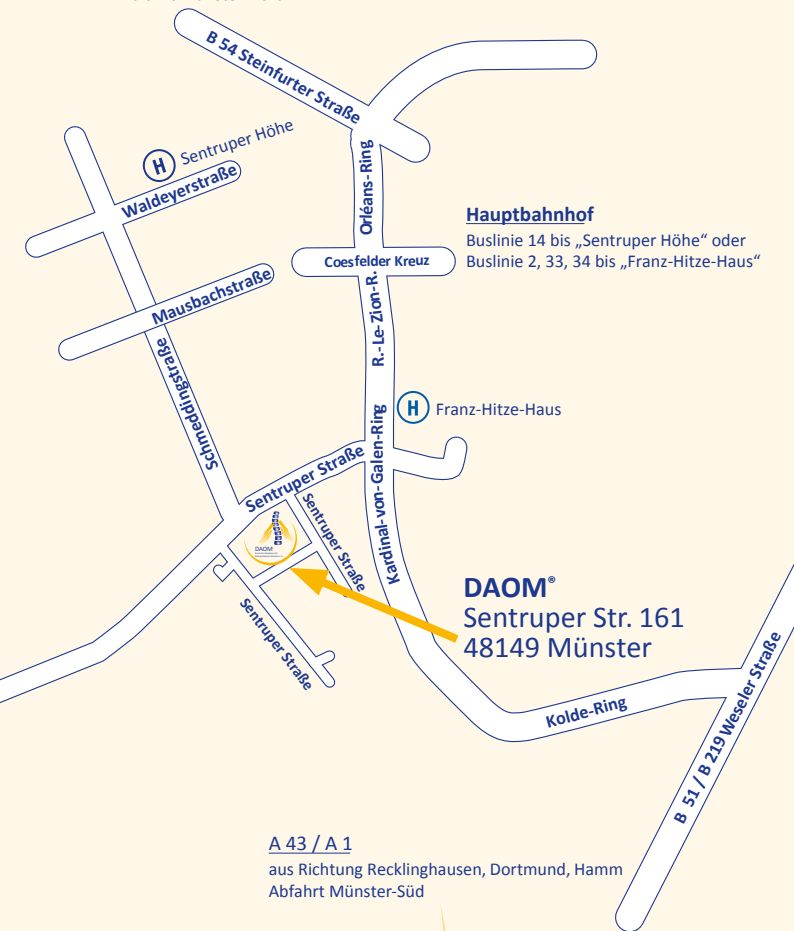 B 54 Steinfurter Straße
H
Sentruper Höhe
Waldeyerstraße
Orléans-Ring
Hauptbahnhof
Buslinie 14 bis „Sentruper Höhe“ oder
Buslinie 2, 33, 34 bis „Franz-Hitze-Haus“
Coesfelder Kreuz
Mausbachstraße
R.-Le-Zion-R.
Schmeddingstraße
H
Franz-Hitze-Haus
Kardinal-von-Galen-Ring
Sentruper Straße
Sentruper Straße
DAOM
Sentruper Straße
DAOM®
Sentruper Str. 161
48149 Münster
Kolde-Ring
B 51 / B 219 Weseler Straße
A 43 / A 1
aus Richtung Recklinghausen, Dortmund, Hamm
Abfahrt Münster-Süd